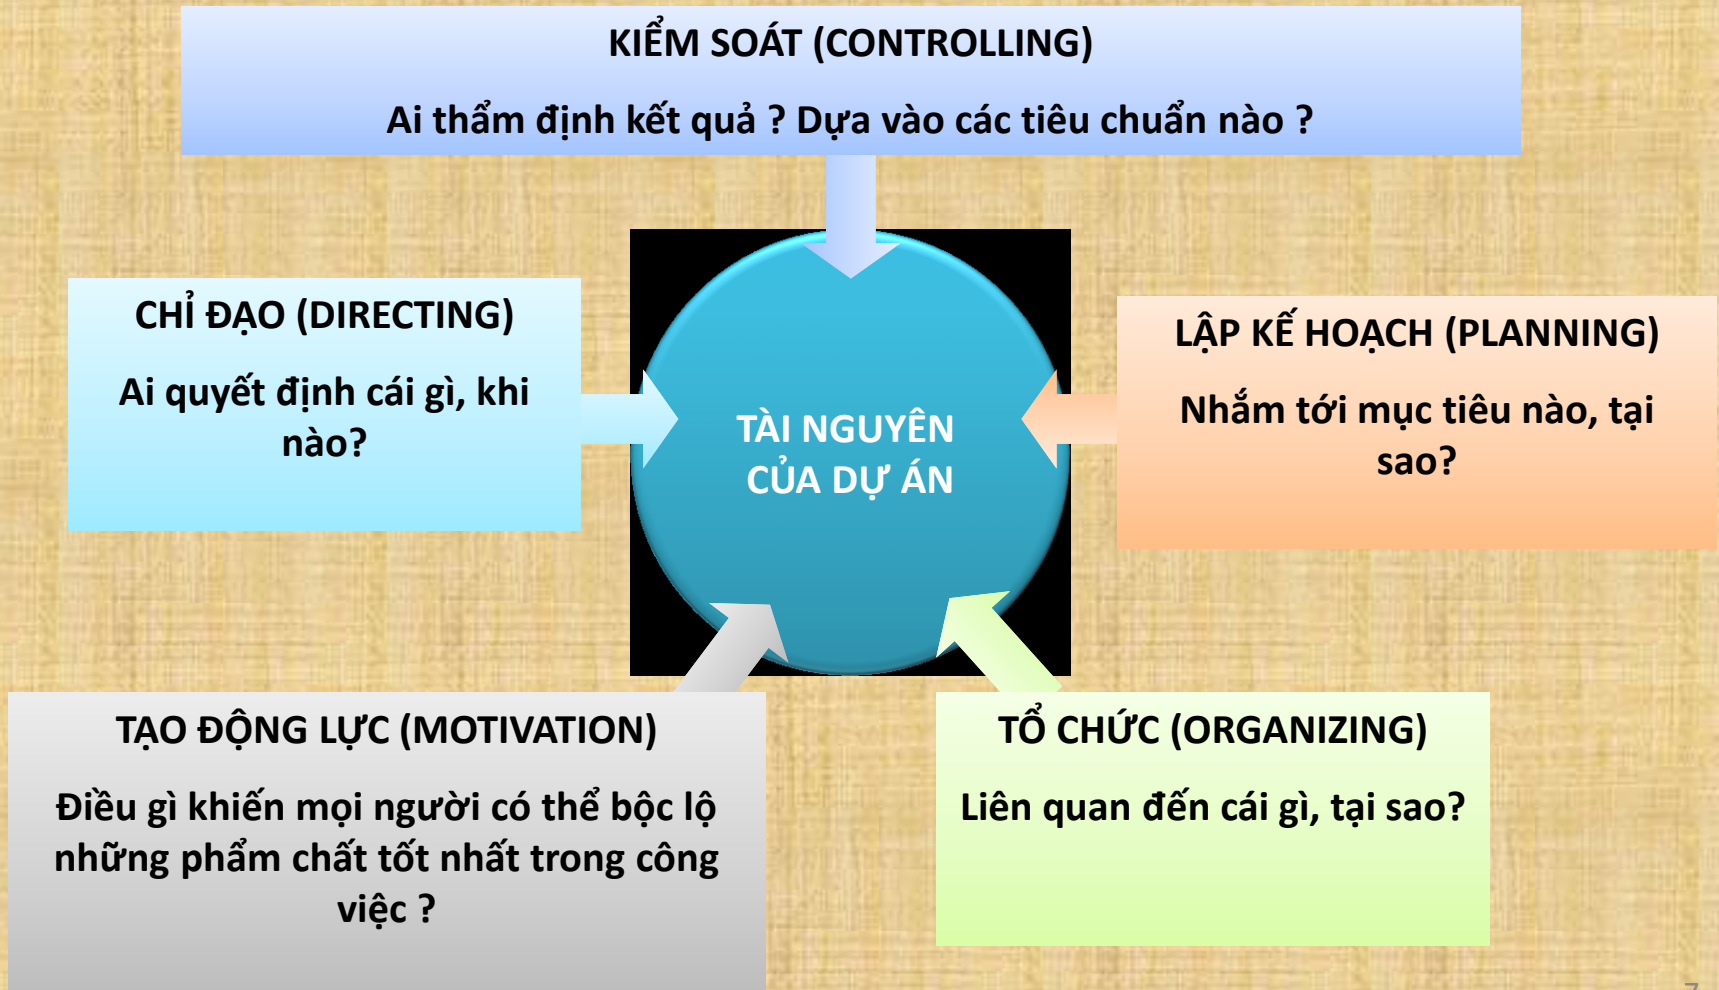 KIỂM SOÁT (CONTROLLING)
Ai thẩm định kết quả ? Dựa vào các tiêu chuẩn nào ?
CHỈ ĐẠO (DIRECTING)
Ai quyết định cái gì, khi
nào?
LẬP KẾ HOẠCH (PLANNING)
Nhắm tới mục tiêu nào, tại
sao?
TÀI NGUYÊN
CỦA DỰ ÁN
TẠO ĐỘNG LỰC (MOTIVATION)
Điều gì khiến mọi người có thể bộc lộ
những phẩm chất tốt nhất trong công
việc ?
TỔ CHỨC (ORGANIZING)
Liên quan đến cái gì, tại sao?
7